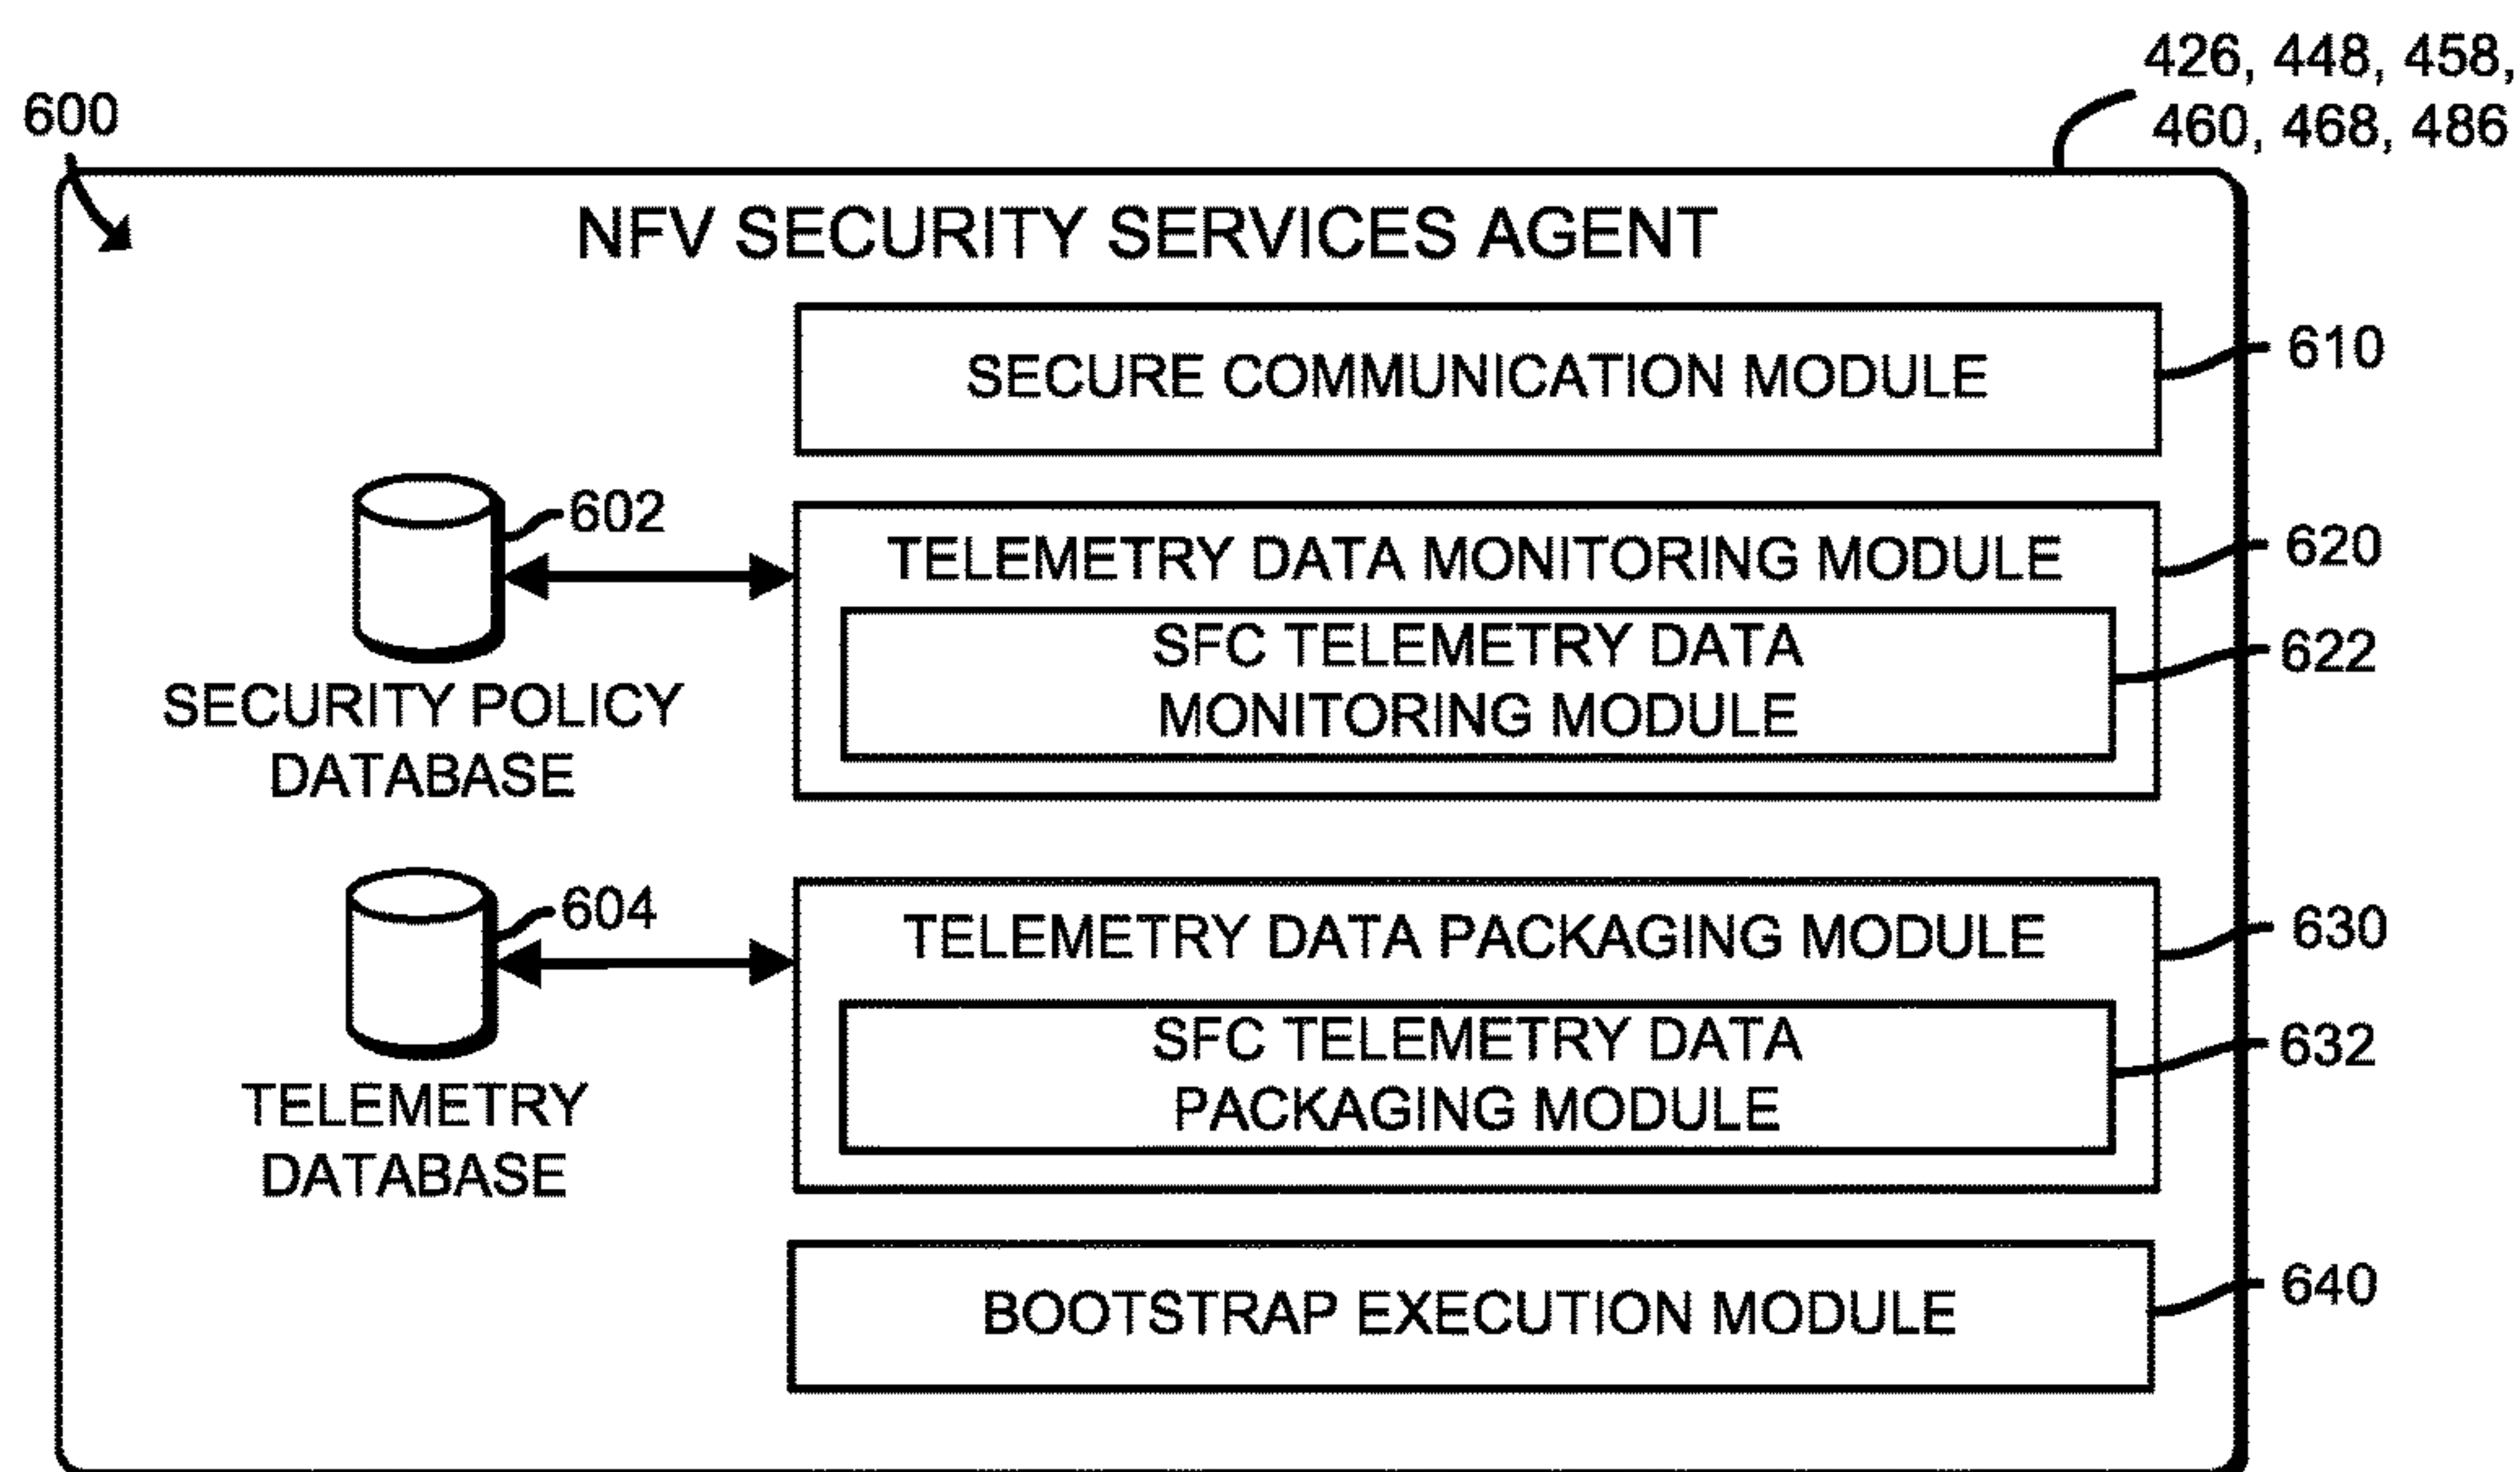 426, 448, 458,
460, 468, 486
600
NFV SECURITY SERVICES AGENT
SECURE COMMUNICATION MODULE
610
602
TELEMETRY DATA MONITORING MODULE
620
SFC TELEMETRY DATA
MONITORING MODULE
622
SECURITY POLICY
DATABASE
604
TELEMETRY DATA PACKAGING MODULE
630
SFC TELEMETRY DATA
PACKAGING MODULE
632
TELEMETRY
DATABASE
BOOTSTRAP EXECUTION MODULE
640